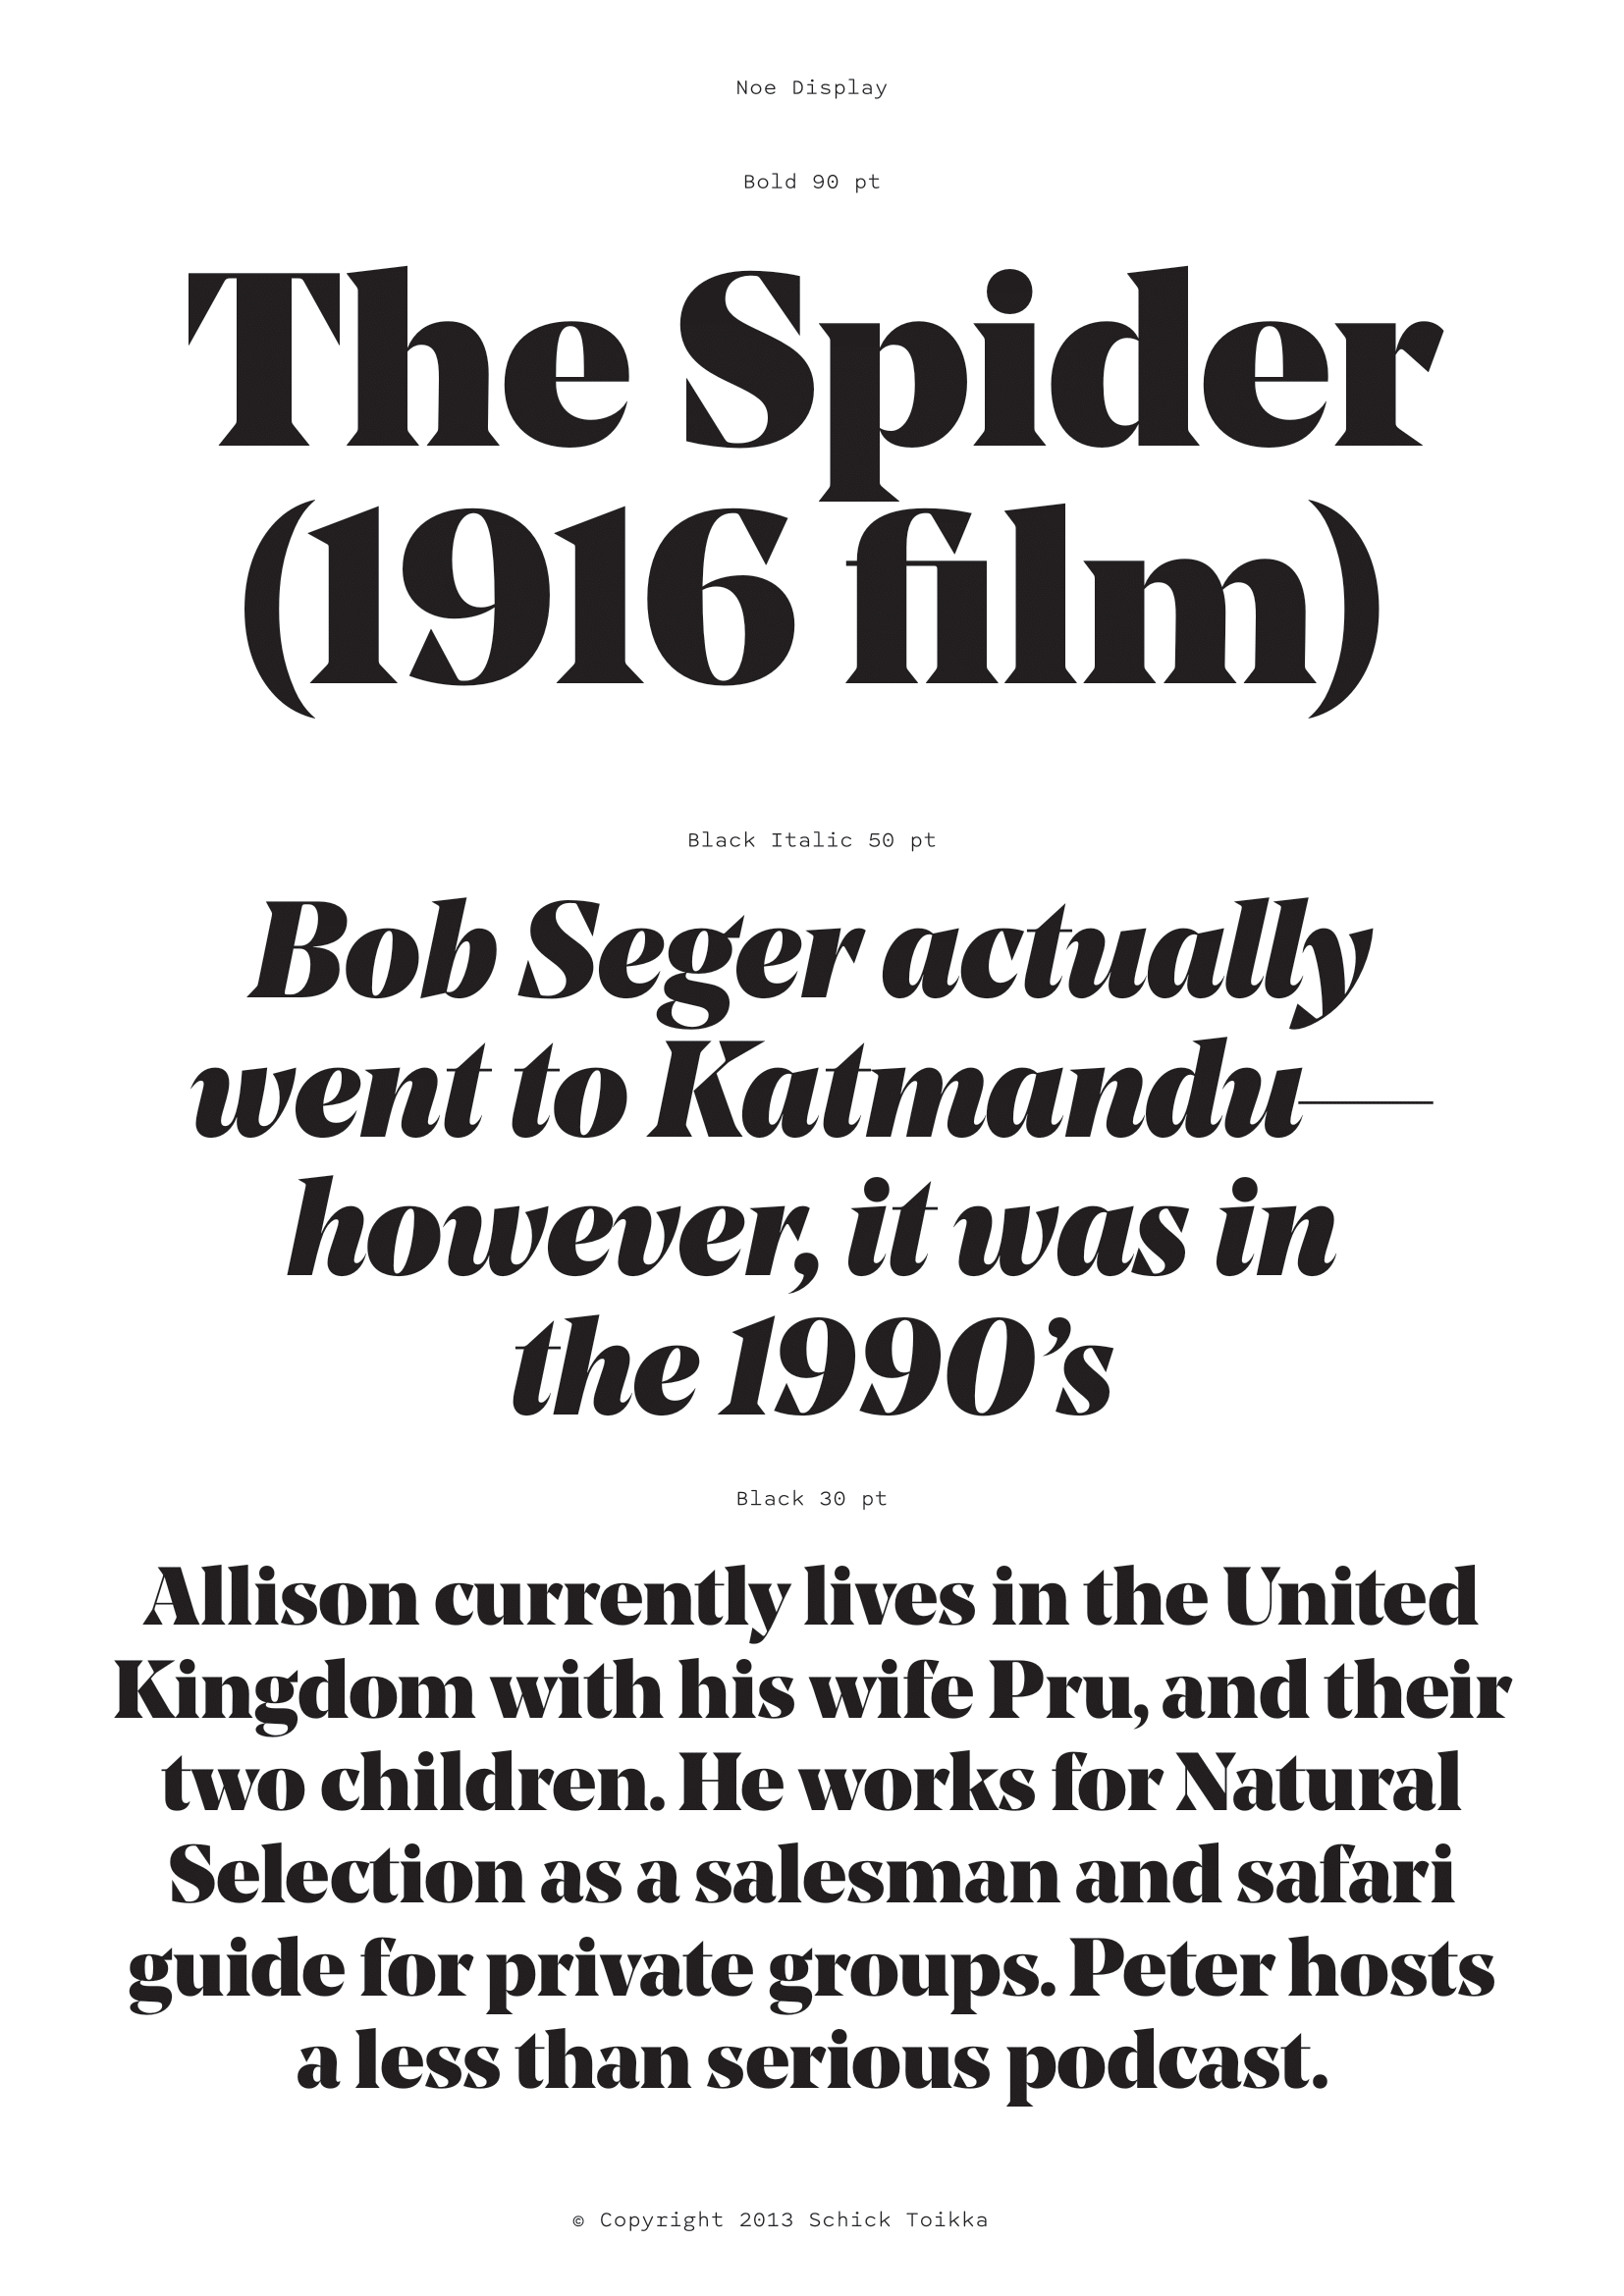 Noe Display
Bold 90 pt
The Spider
(1916 film)
Black Italic 50 pt
Bob Seger actually
went to Katmandu—
however, it was in
the 1990’s
Black 30 pt
Allison currently lives in the United
Kingdom with his wife Pru, and their
two children. He works for Natural
Selection as a salesman and safari
guide for private groups. Peter hosts
a less than serious podcast.
© Copyright 2013 Schick Toikka